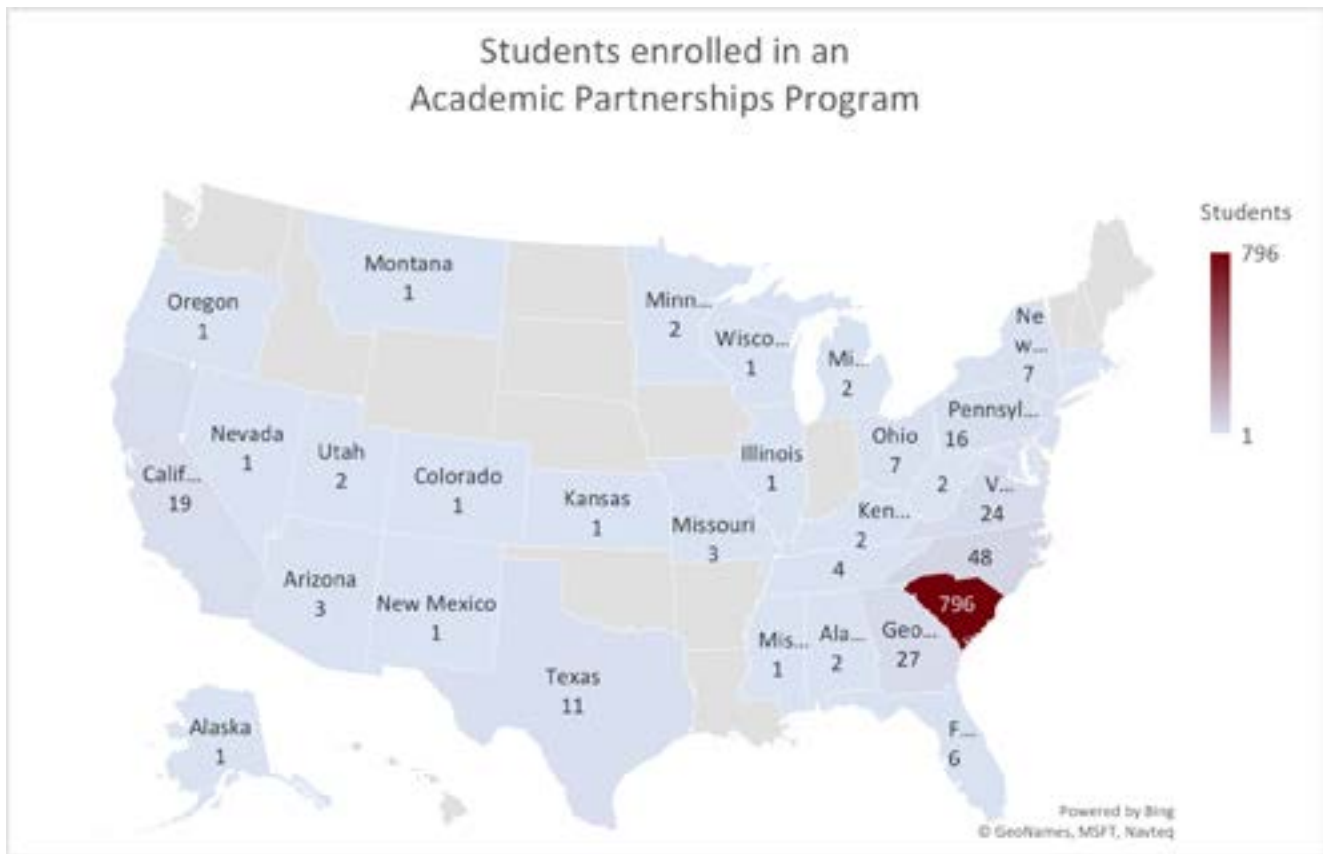 Students enrolled in an
Academic Partnerships Program
Students
796
1
Montana
1
Oregon
1
Minn...
2
Wisco...
1
Mi...
2
Ne
w...
7
Pennsyl...
16
Nevada
1
Utah
2
Colorado
1
Calif...
19
Kansas
1
Missouri
3
Illinois
1
Ohio
7
2
V...
24
Ken...
2
4
48
796
Arizona
3
New Mexico
1
Mis...
1
Ala...
2
Geo...
27
Texas
11
F...
6
Alaska
1
Powered by Bing
© GeoNames, MSFT, Navteq